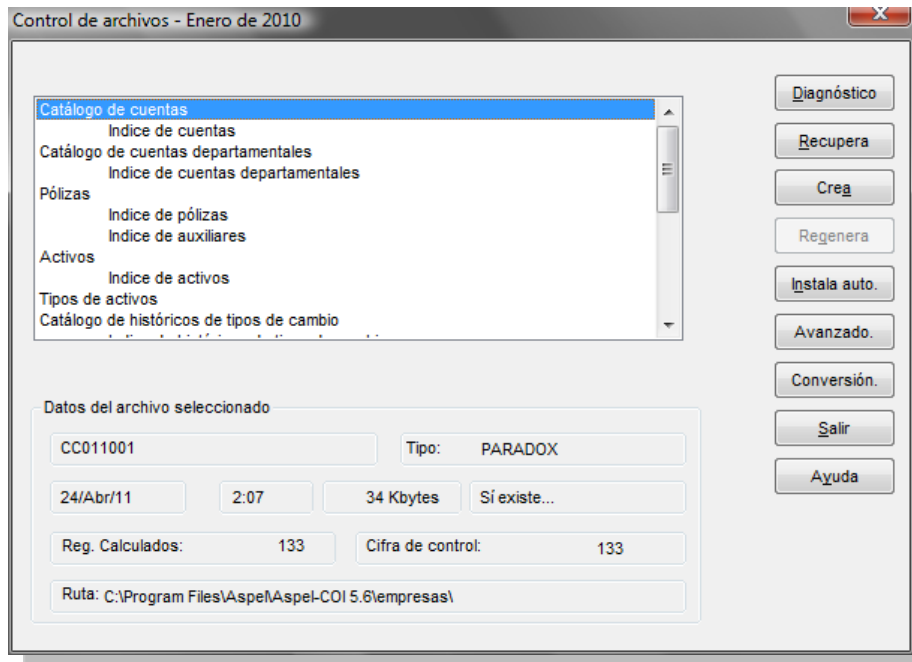 Control de archivos - Enero de 2010
Catálogo de cuentas
Indice de cuentas
Catálogo de cuentas departamentales
Indice de cuentas departamentales
Pólizas
Indice de pólizas
Indice de auxiliares
Activos
Indice de activos
Tipos de activos
Catálogo de históricos de tipos de cambio
Diagnóstico
Recupera
Crea
Regenera
Instala auto.
Avanzado.
Conversión.
Salir
Ayuda
Datos del archivo seleccionado
CC011001 Tipo: PARADOX
24/Abr/11 2:07 34 Kbytes Sí existe...
Reg. Calculados: 133 Cifra de control: 133
Ruta: C:\Program Files\Aspel\Aspel-COI 5.6\empresas\